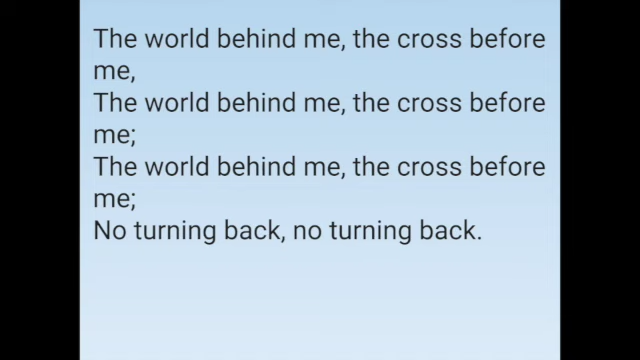 The world behind me, the cross before
me,
The world behind me, the cross before
me;
The world behind me, the cross before
me;
No turning back, no turning back.